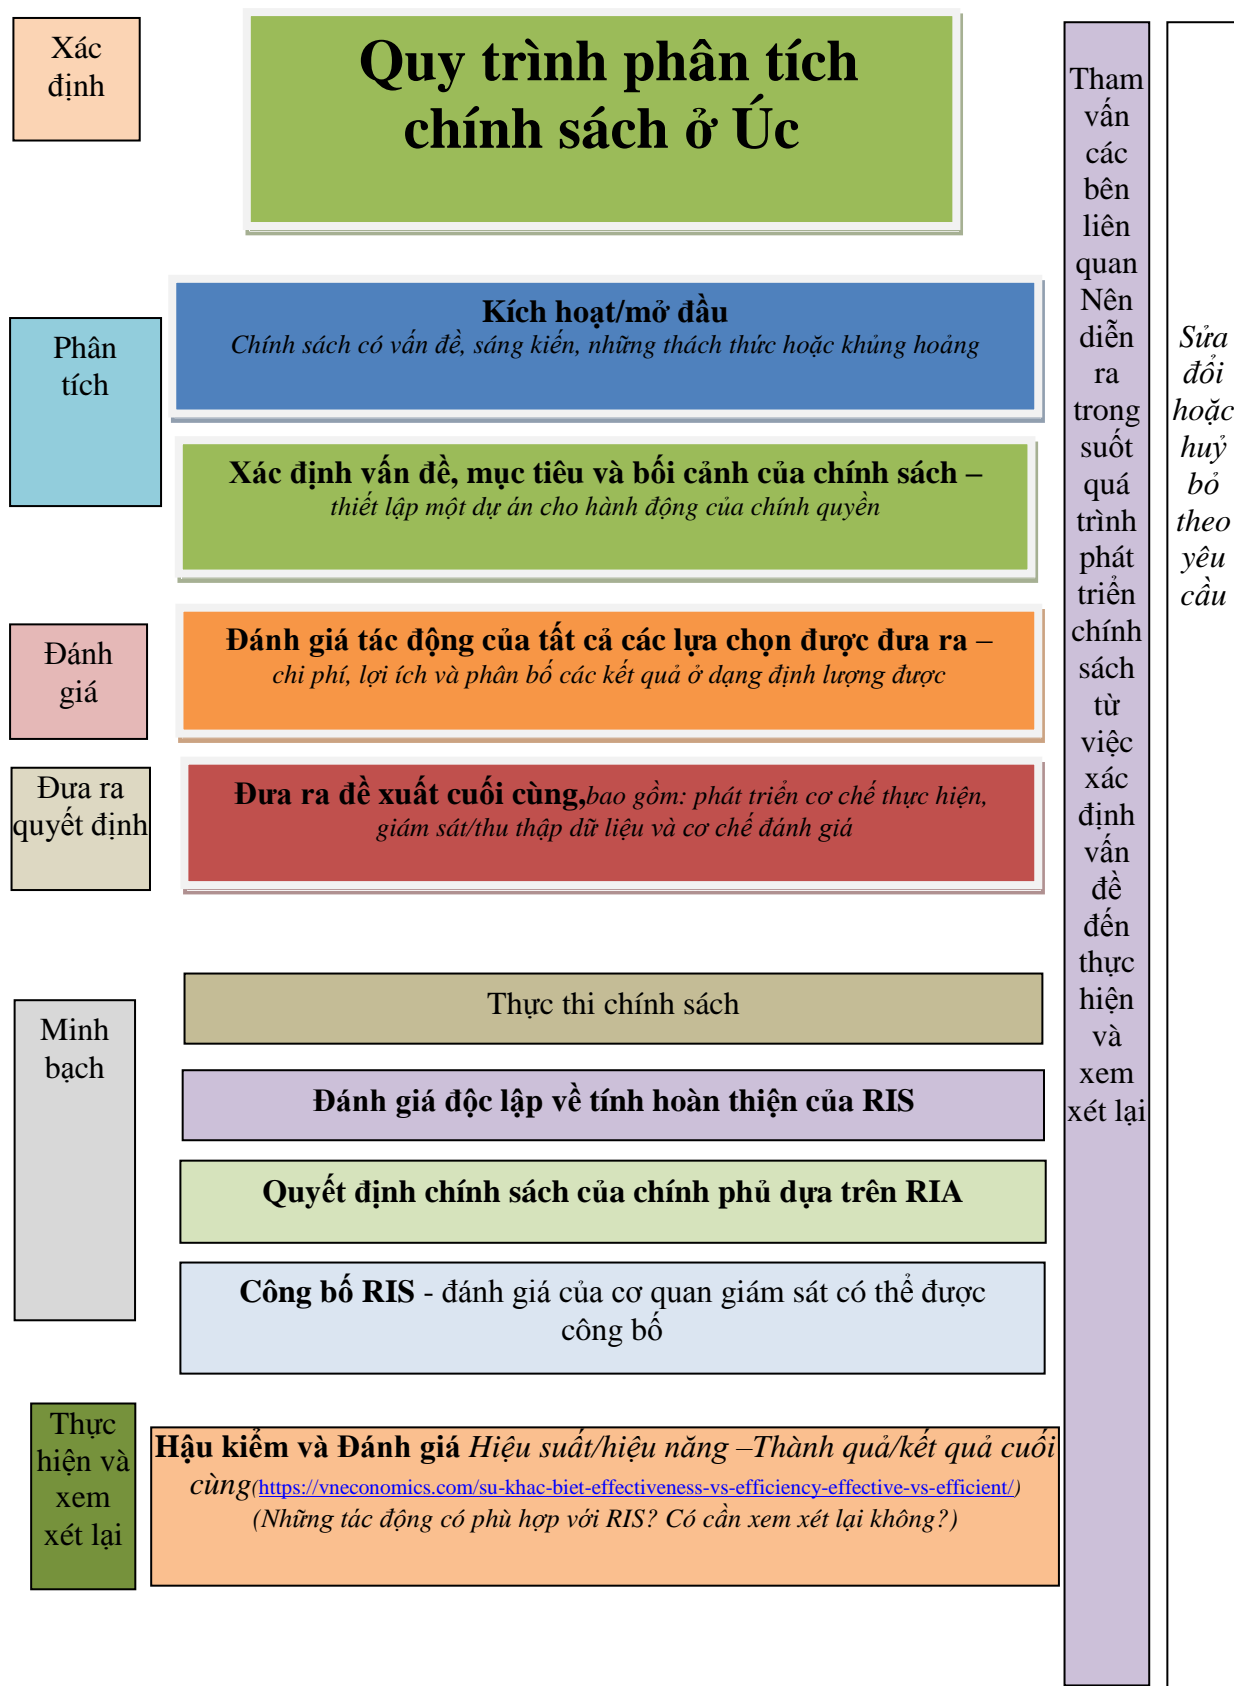 Xác
định
Quy trình phân tích
chính sách ở Úc
Phân
tích
Kích hoạt/mở đầu
Chính sách có vấn đề, sáng kiến, những thách thức hoặc khủng hoảng
Xác định vấn đề, mục tiêu và bối cảnh của chính sách –
thiết lập một dự án cho hành động của chính quyền
Đánh
giá
Đánh giá tác động của tất cả các lựa chọn được đưa ra –
chi phí, lợi ích và phân bố các kết quả ở dạng định lượng được
Đưa ra
quyết định
Đưa ra đề xuất cuối cùng,bao gồm: phát triển cơ chế thực hiện,
giám sát/thu thập dữ liệu và cơ chế đánh giá
Minh
bạch
Thực thi chính sách
Đánh giá độc lập về tính hoàn thiện của RIS
Quyết định chính sách của chính phủ dựa trên RIA
Công bố RIS - đánh giá của cơ quan giám sát có thể được
công bố
Thực
hiện và
xem
xét lại
Hậu kiểm và Đánh giá Hiệu suất/hiệu năng –Thành quả/kết quả cuối
cùng(https://vneconomics.com/su-khac-biet-effectiveness-vs-efficiency-effective-vs-efficient/)
(Những tác động có phù hợp với RIS? Có cần xem xét lại không?)
Tham
vấn
các
bên
liên
quan
Nên
diễn
ra
trong
suốt
quá
trình
phát
triển
chính
sách
từ
việc
xác
định
vấn
đề
đến
thực
hiện
và
xem
xét lại
Sửa
đổi
hoặc
huỷ
bỏ
theo
yêu
cầu